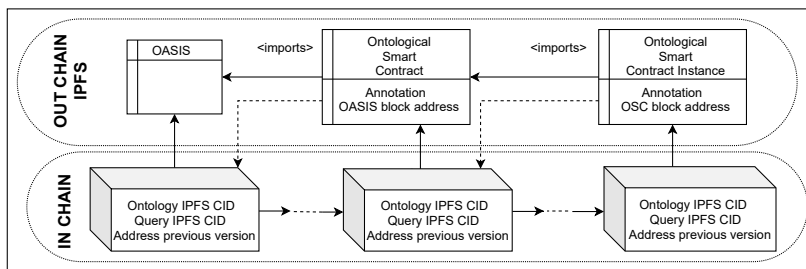 OUT CHAIN
IPFS
OASIS
<imports>
Ontological
Smart
Contract
Annotation
OASIS block address
<imports>
Ontological
Smart
Contract Instance
Annotation
OSC block address
IN CHAIN
Ontology IPFS CID
Query IPFS CID
Address previous version
Ontology IPFS CID
Query IPFS CID
Address previous version
Ontology IPFS CID
Query IPFS CID
Address previous version